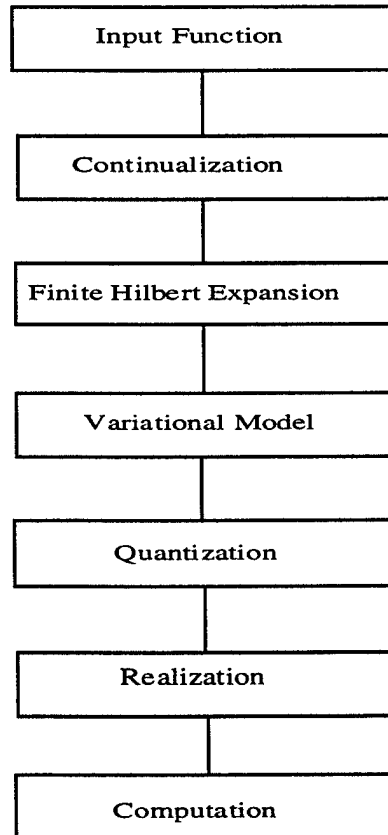 Input Function
Continualization
Finite Hilbert Expansion
Variational Model
Quantization
Realization
Computation